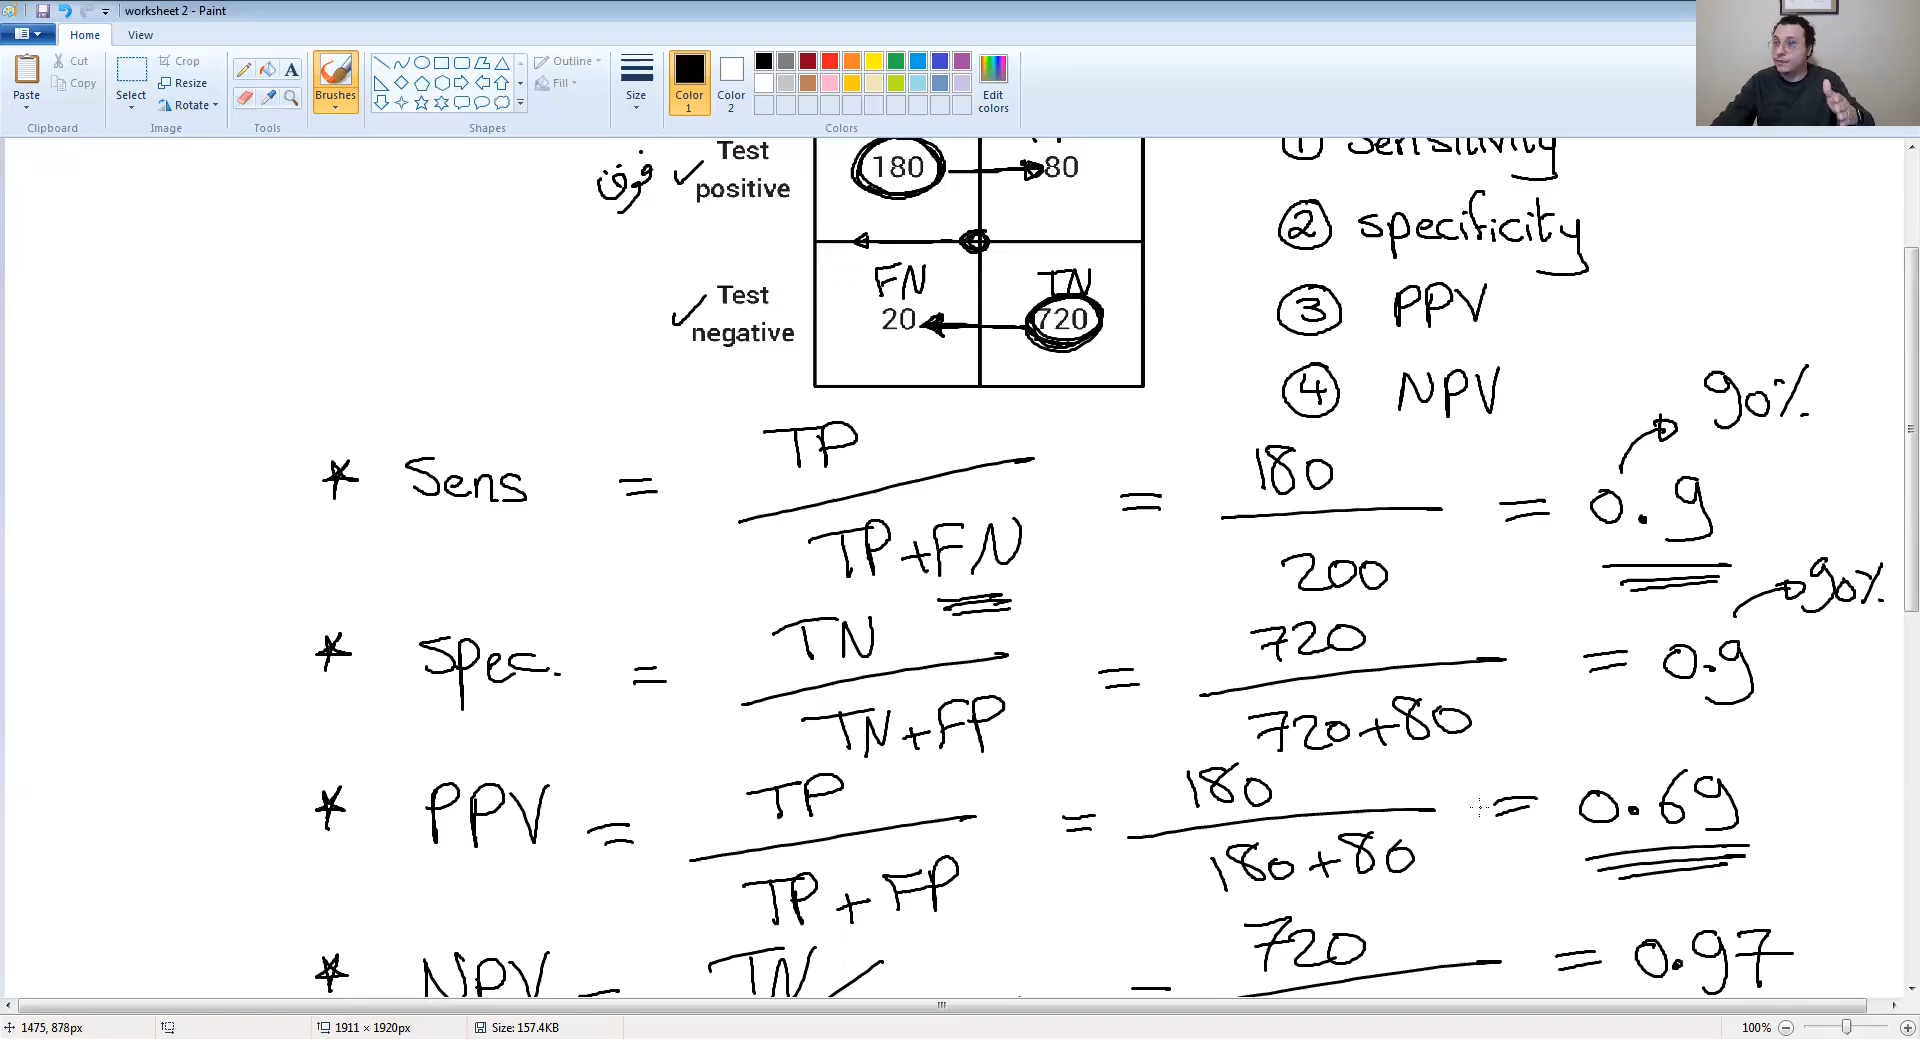 worksheet 2 - Paint
Home View
Paste
Cut
Copy
Clipboard
Select
Crop
Resize
Rotate
Image
Tools
Brushes
Shapes
Outline
Fill
Size
Color 1
Color 2
Edit colors
Colors
فوق
Test positive
180
80
Test negative
FN
20
TN
720
① Sensitivity
② specificity
③ PPV
④ NPV
* Sens = TP / TP+FN = 180 / 200 = 0.9 90%
* Spec. = TN / TN+FP = 720 / 720+80 = 0.9 90%
* PPV = TP / TP+FP = 180 / 180+80 = 0.69
* NPV = TN / = 720 / = 0.97
1475, 878px
1911 × 1920px
Size: 157.4KB
100%